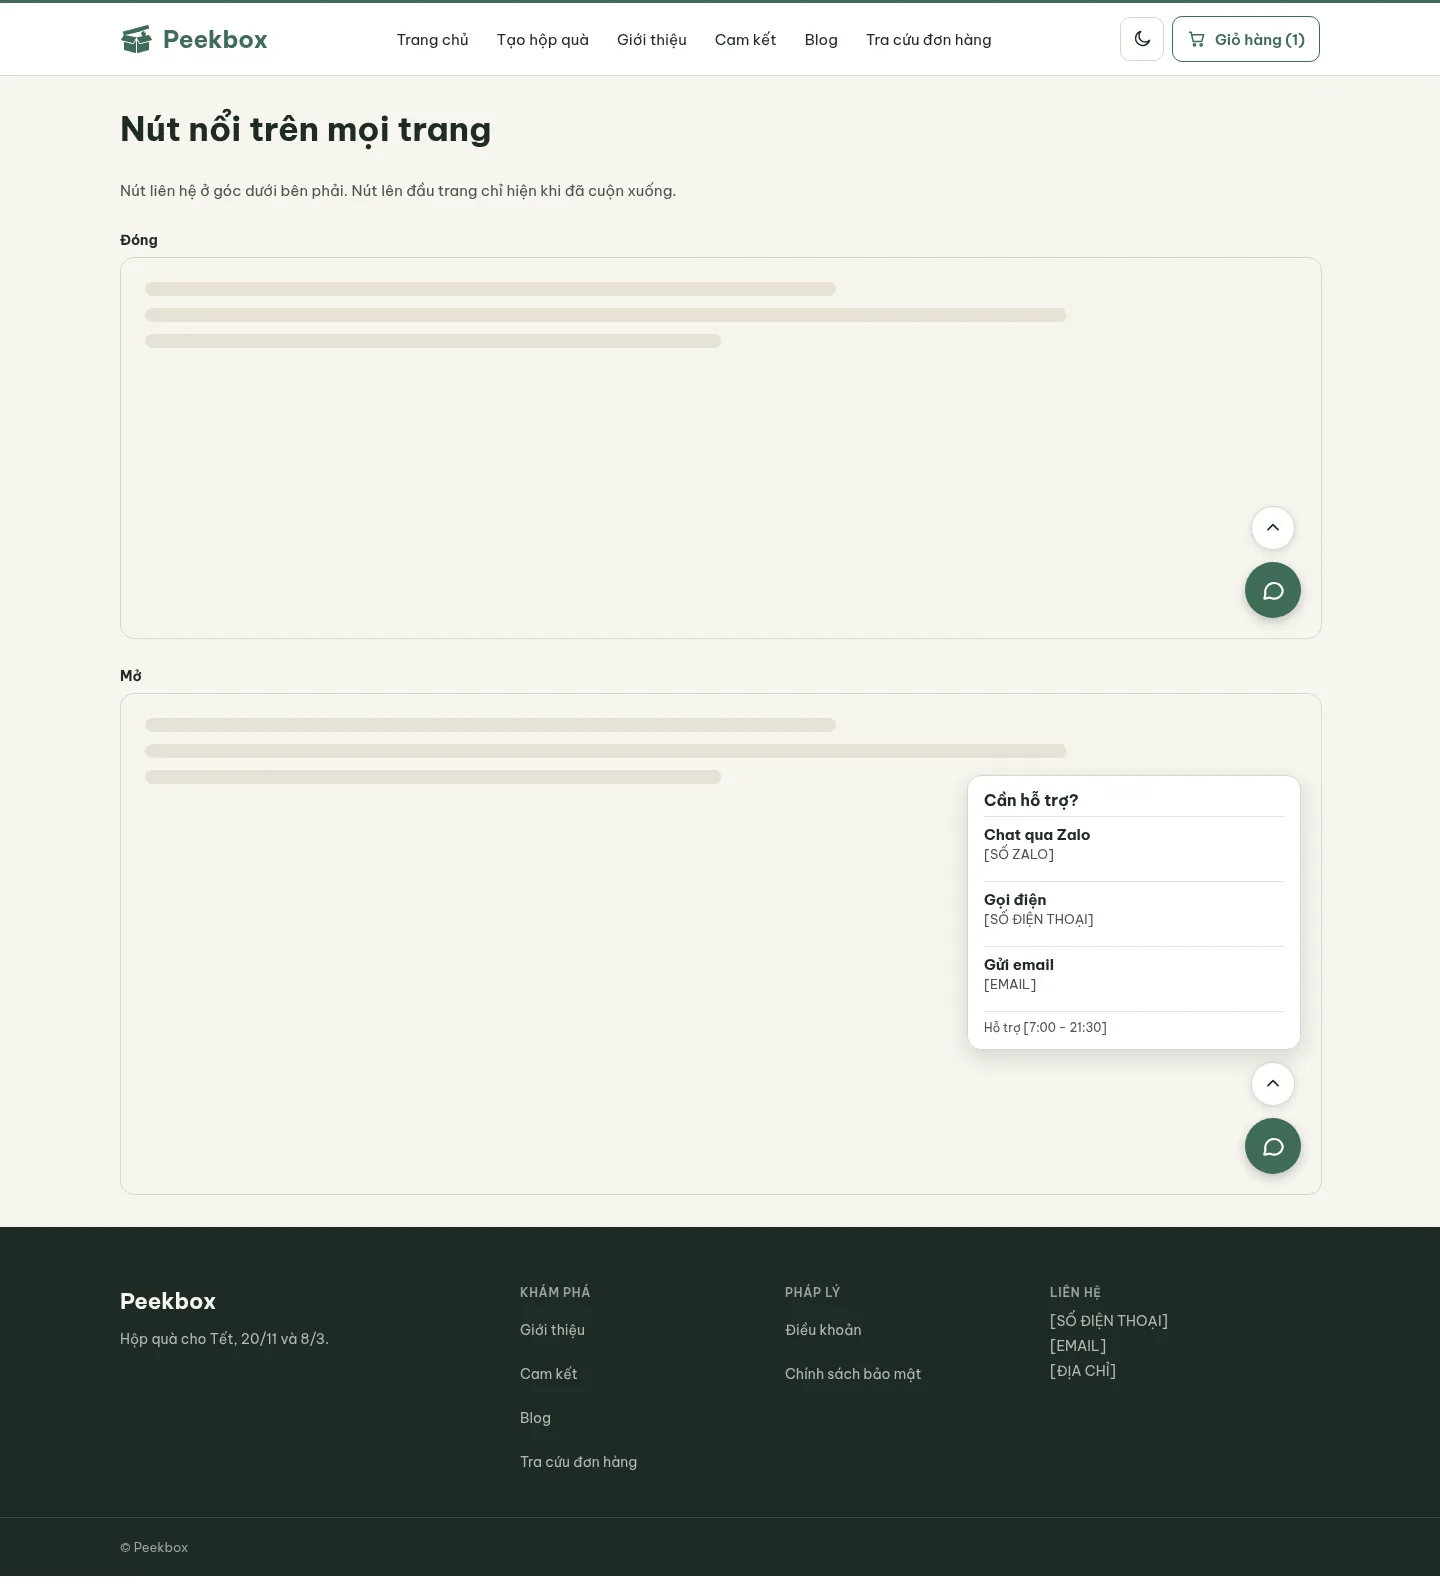 Peekbox
Trang chủ
Tạo hộp quà
Giới thiệu
Cam kết
Blog
Tra cứu đơn hàng
Giỏ hàng (1)
Nút nổi trên mọi trang
Nút liên hệ ở góc dưới bên phải. Nút lên đầu trang chỉ hiện khi đã cuộn xuống.
Đóng
Mở
Cần hỗ trợ?
Chat qua Zalo
[SỐ ZALO]
Gọi điện
[SỐ ĐIỆN THOẠI]
Gửi email
[EMAIL]
Hỗ trợ [7:00 – 21:30]
Peekbox
Hộp quà cho Tết, 20/11 và 8/3.
KHÁM PHÁ
Giới thiệu
Cam kết
Blog
Tra cứu đơn hàng
PHÁP LÝ
Điều khoản
Chính sách bảo mật
LIÊN HỆ
[SỐ ĐIỆN THOẠI]
[EMAIL]
[ĐỊA CHỈ]
© Peekbox